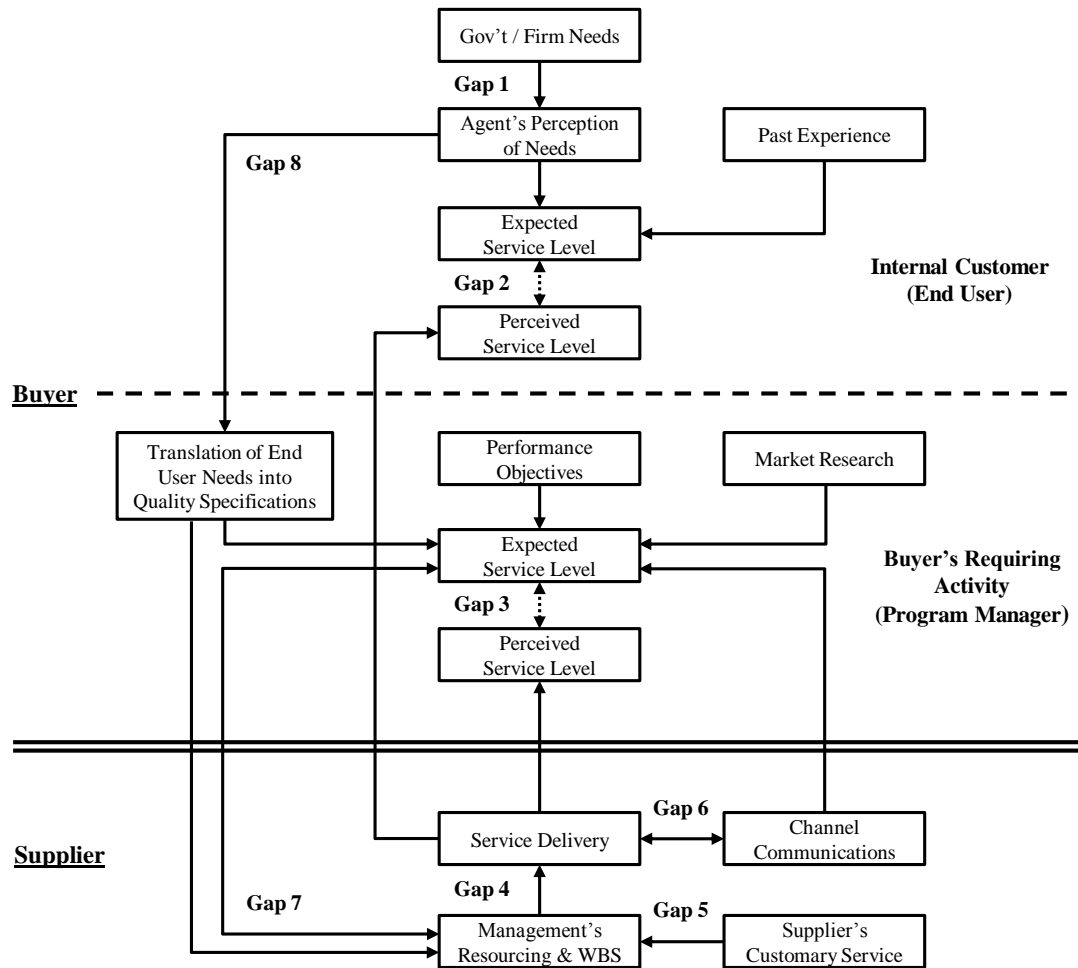 Gov't / Firm Needs
Gap 1
Agent's Perception
of Needs
Past Experience
Gap 8
Expected
Service Level
Gap 2
Internal Customer
(End User)
Perceived
Service Level
Buyer
Translation of End
User Needs into
Quality Specifications
Performance
Objectives
Market Research
Expected
Service Level
Buyer's Requiring
Activity
(Program Manager)
Gap 3
Perceived
Service Level
Gap 6
Service Delivery
Channel
Communications
Supplier
Gap 4
Gap 7
Gap 5
Management's
Resourcing & WBS
Supplier's
Customary Service